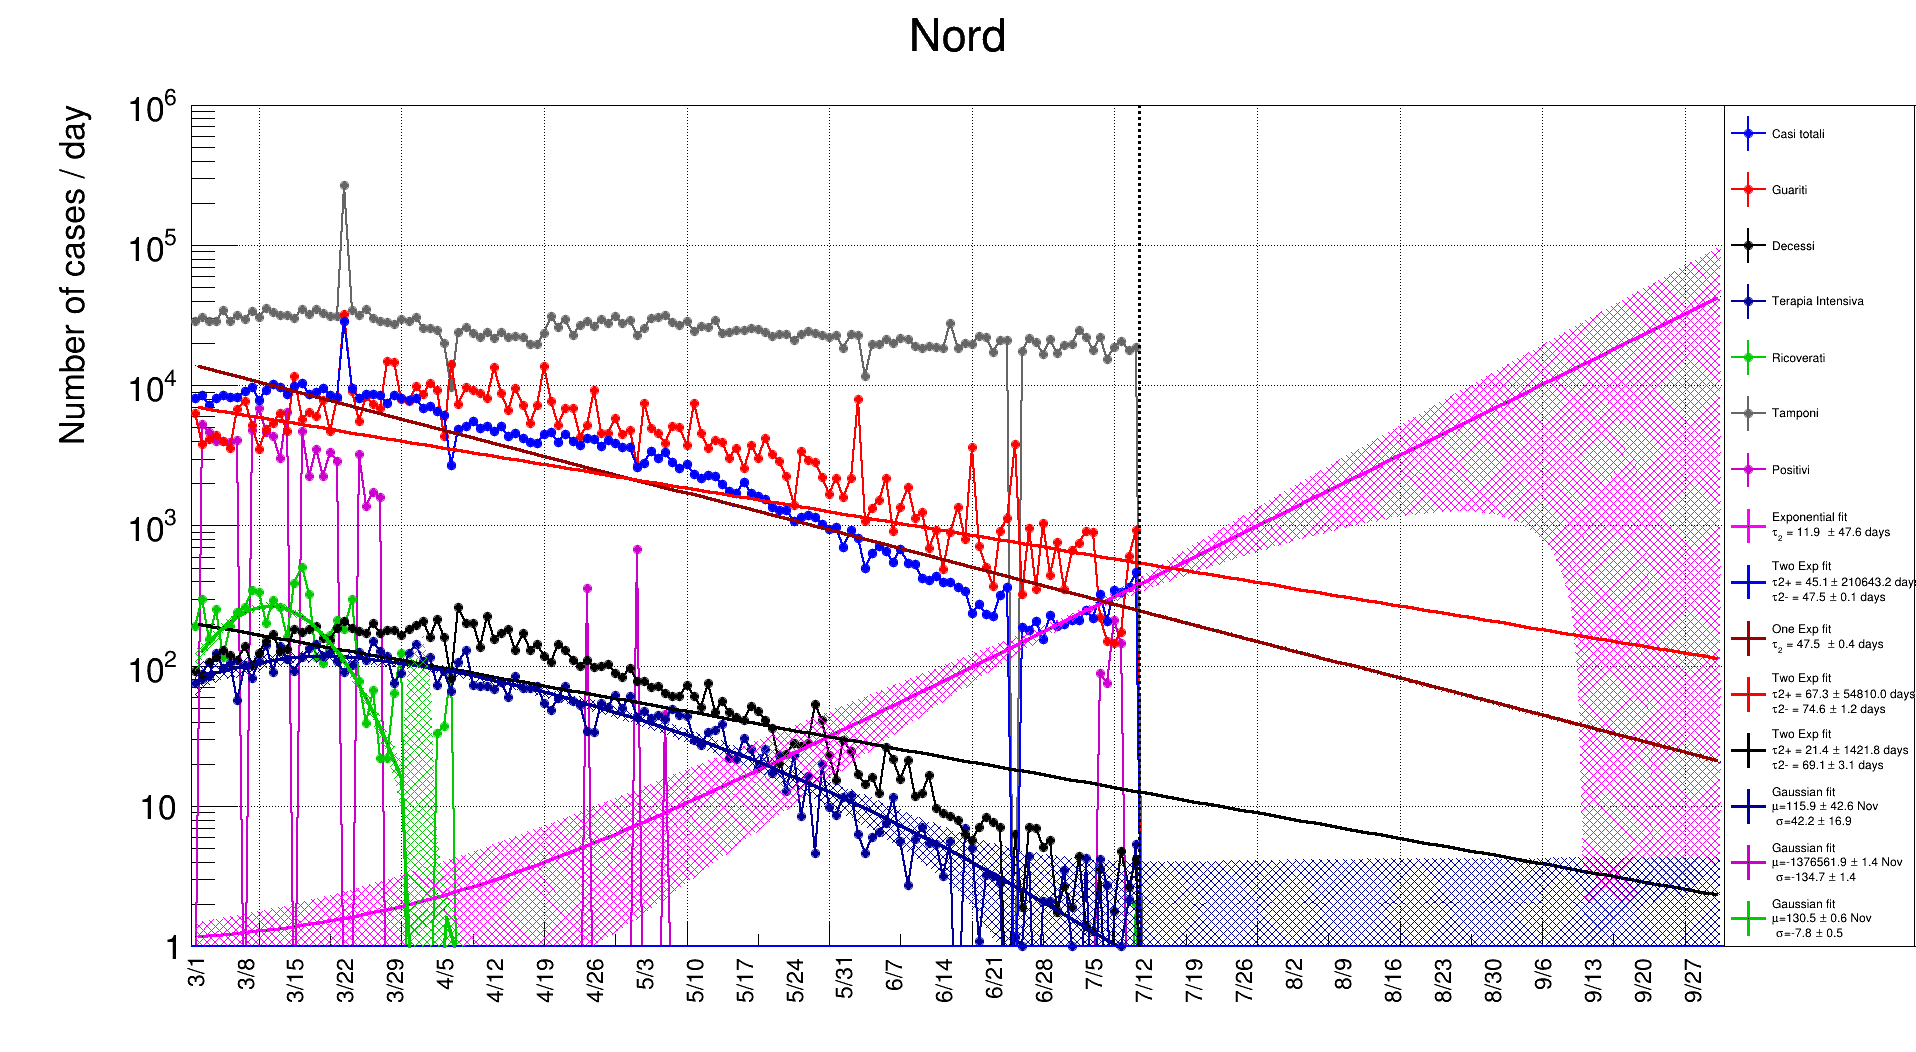 Nord
Number of cases / day
10^6
10^5
10^4
10^3
10^2
10
1
3/1 3/8 3/15 3/22 3/29 4/5 4/12 4/19 4/26 5/3 5/10 5/17 5/24 5/31 6/7 6/14 6/21 6/28 7/5 7/12 7/19 7/26 8/2 8/9 8/16 8/23 8/30 9/6 9/13 9/20 9/27
Casi totali
Guariti
Decessi
Terapia Intensiva
Ricoverati
Tamponi
Positivi
Exponential fit
τ2 = 11.9 ± 47.6 days
Two Exp fit
τ2+ = 45.1 ± 210643.2 days
τ2- = 47.5 ± 0.1 days
One Exp fit
τ2 = 47.5 ± 0.4 days
Two Exp fit
τ2+ = 67.3 ± 54810.0 days
τ2- = 74.6 ± 1.2 days
Two Exp fit
τ2+ = 21.4 ± 1421.8 days
τ2- = 69.1 ± 3.1 days
Gaussian fit
μ=115.9 ± 42.6 Nov
σ=42.2 ± 16.9
Gaussian fit
μ=-1376561.9 ± 1.4 Nov
σ=-134.7 ± 1.4
Gaussian fit
μ=130.5 ± 0.6 Nov
σ=-7.8 ± 0.5